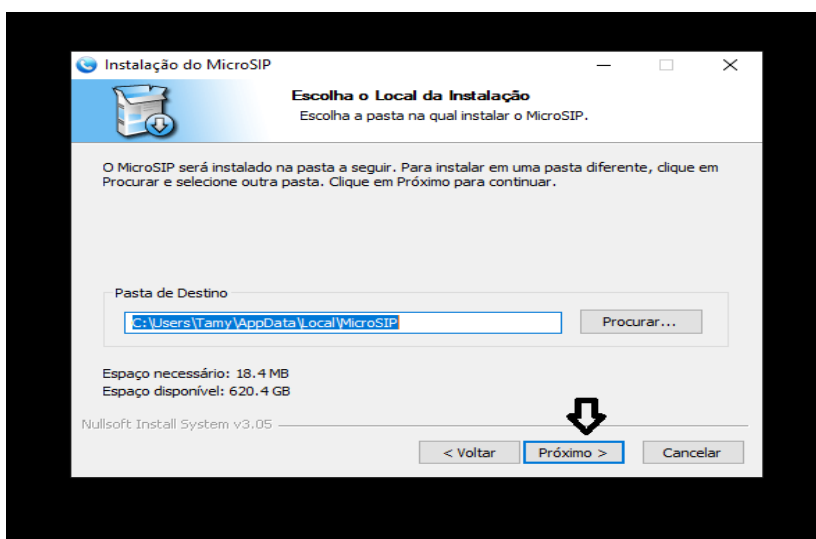 Instalação do MicroSIP
Escolha o Local da Instalação
Escolha a pasta na qual instalar o MicroSIP.
O MicroSIP será instalado na pasta a seguir. Para instalar em uma pasta diferente, clique em
Procurar e selecione outra pasta. Clique em Próximo para continuar.
Pasta de Destino
C:\Users\Tamy\AppData\Local\MicroSIP
Procurar...
Espaço necessário: 18.4 MB
Espaço disponível: 620.4 GB
Nullsoft Install System v3.05
< Voltar
Próximo >
Cancelar